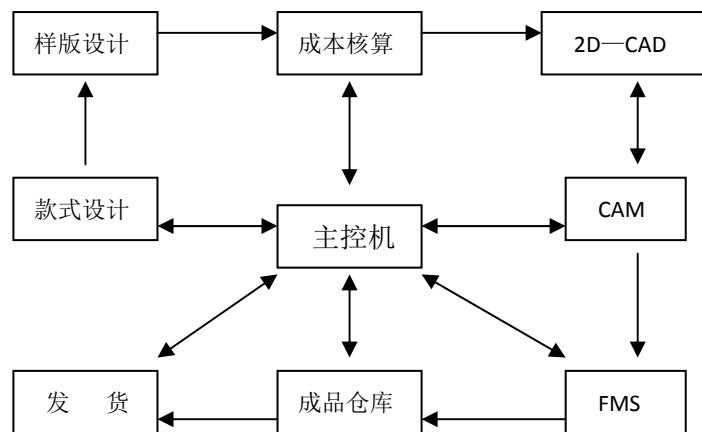 样版设计
成本核算
2D—CAD
款式设计
主控机
CAM
发 货
成品仓库
FMS